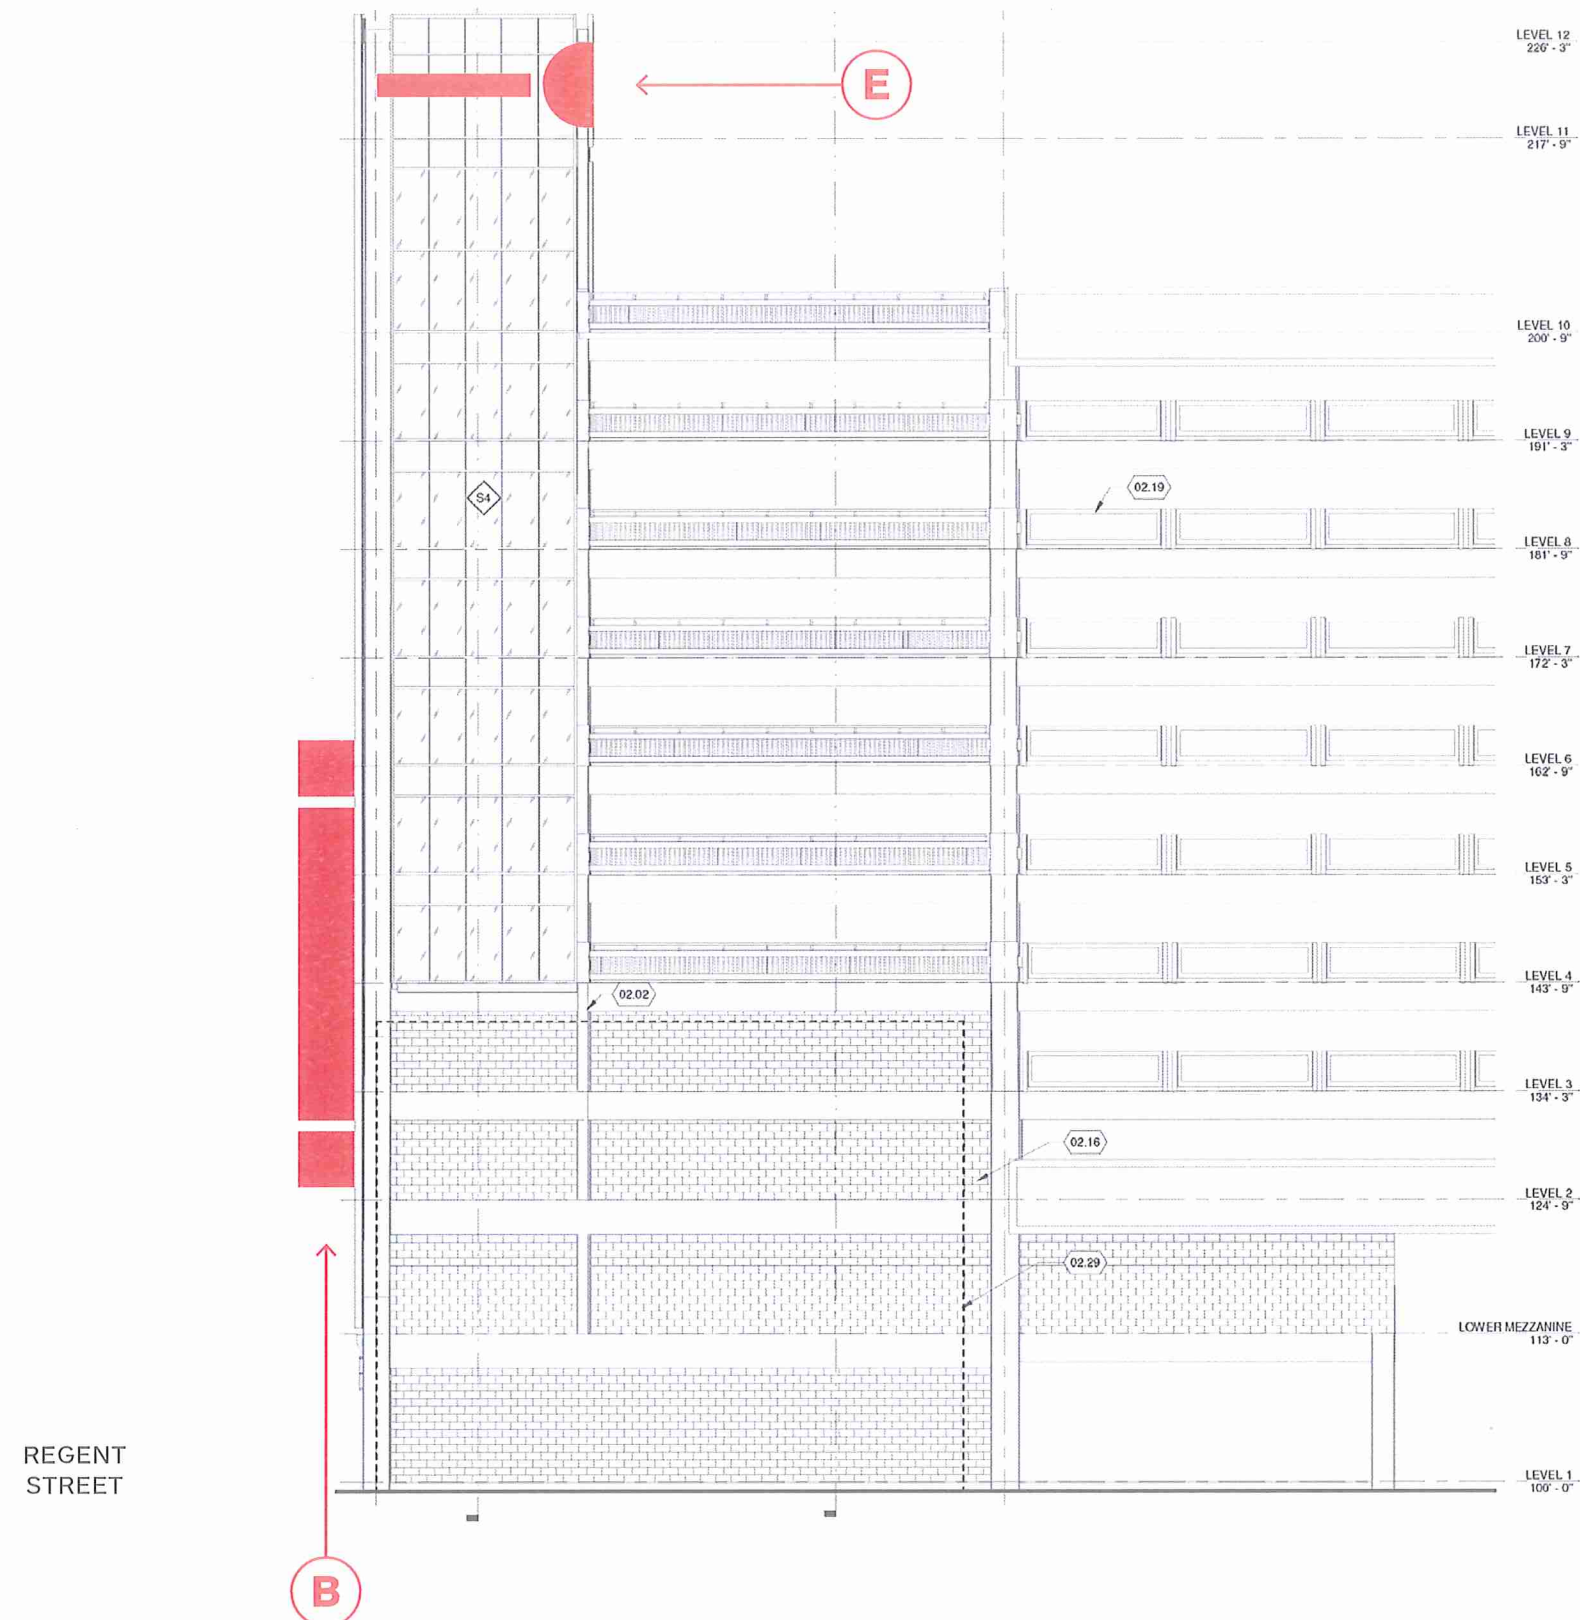 LEVEL 12
226' - 3"
E
LEVEL 11
217' - 9"
LEVEL 10
200' - 9"
LEVEL 9
191' - 3"
02.19
S4
LEVEL 8
181' - 9"
LEVEL 7
172' - 3"
LEVEL 6
162' - 9"
LEVEL 5
153' - 3"
LEVEL 4
143' - 9"
02.02
LEVEL 3
134' - 3"
02.16
LEVEL 2
124' - 9"
02.29
LOWER MEZZANINE
113' - 0"
REGENT
STREET
LEVEL 1
100' - 0"
B